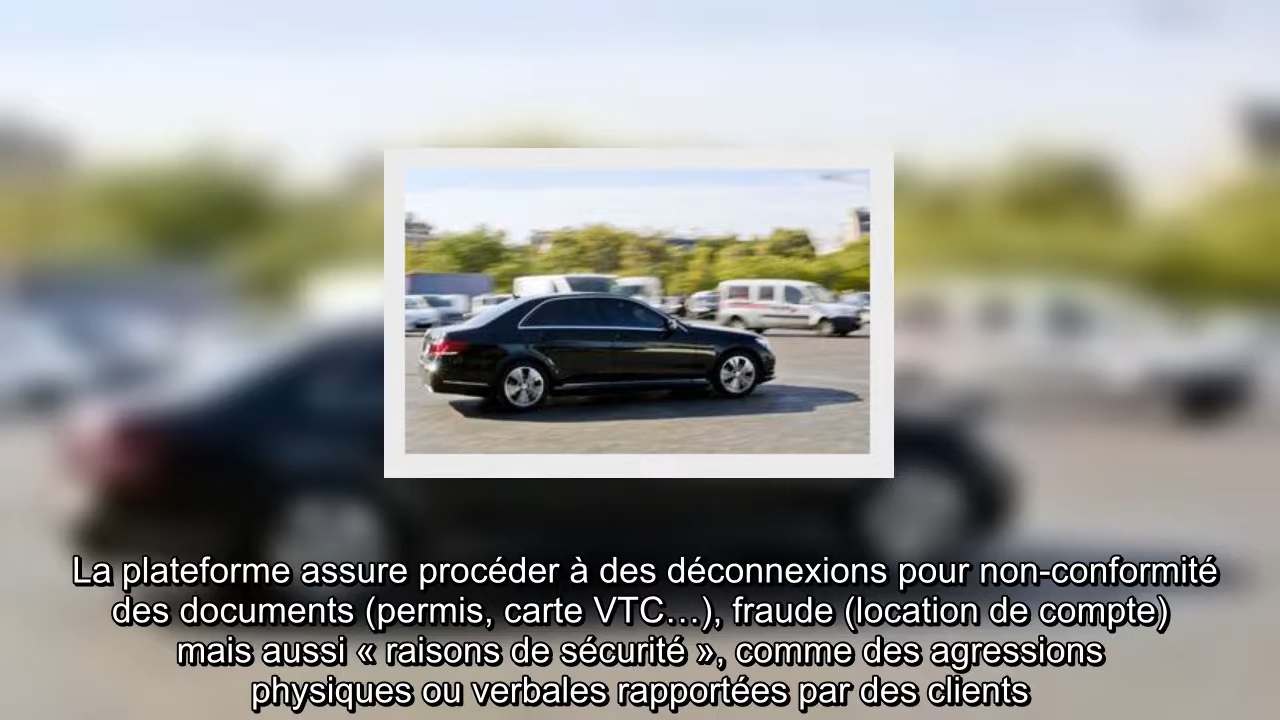 La plateforme assure procéder à des déconnexions pour non-conformité
des documents (permis, carte VTC…), fraude (location de compte)
mais aussi « raisons de sécurité », comme des agressions
physiques ou verbales rapportées par des clients